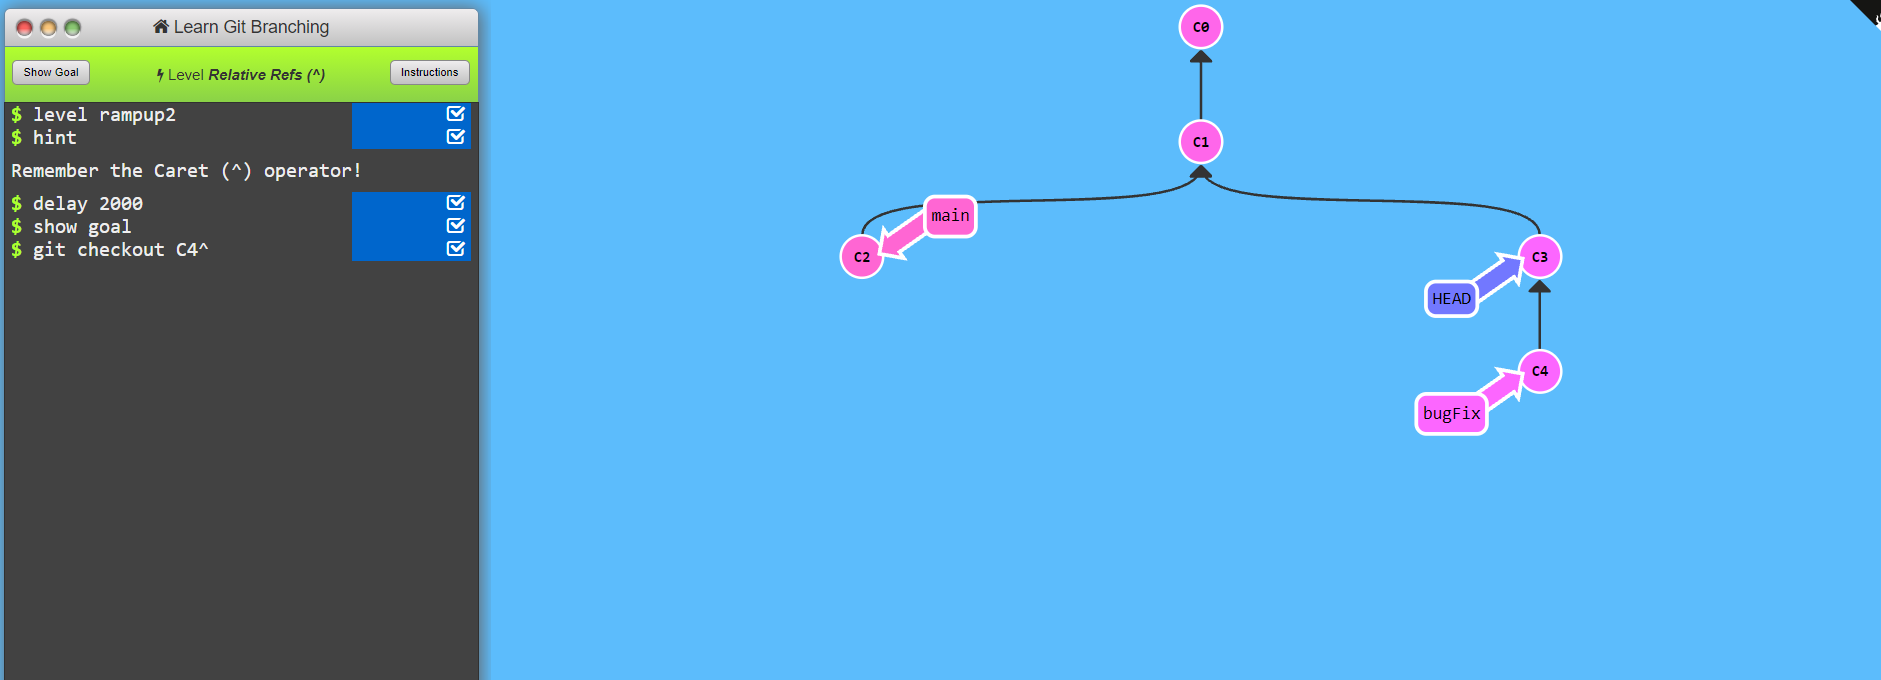 Learn Git Branching
Show Goal
Level Relative Refs (^)
Instructions
$ level rampup2
$ hint
Remember the Caret (^) operator!
$ delay 2000
$ show goal
$ git checkout C4^
C0
C1
main
C2
C3
HEAD
C4
bugFix